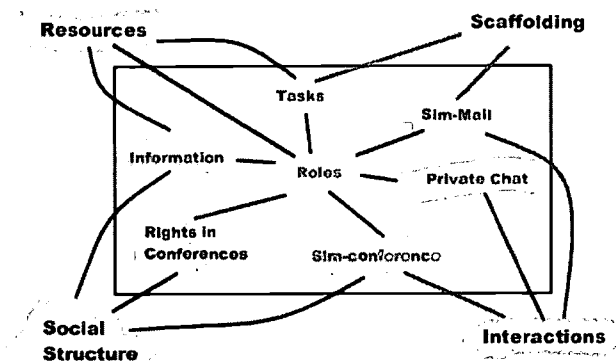 Resources
Scaffolding
Tasks
Sim-Mail
Information
Roles
Private Chat
Rights in
Conferences
Sim-conference
Social
Structure
Interactions